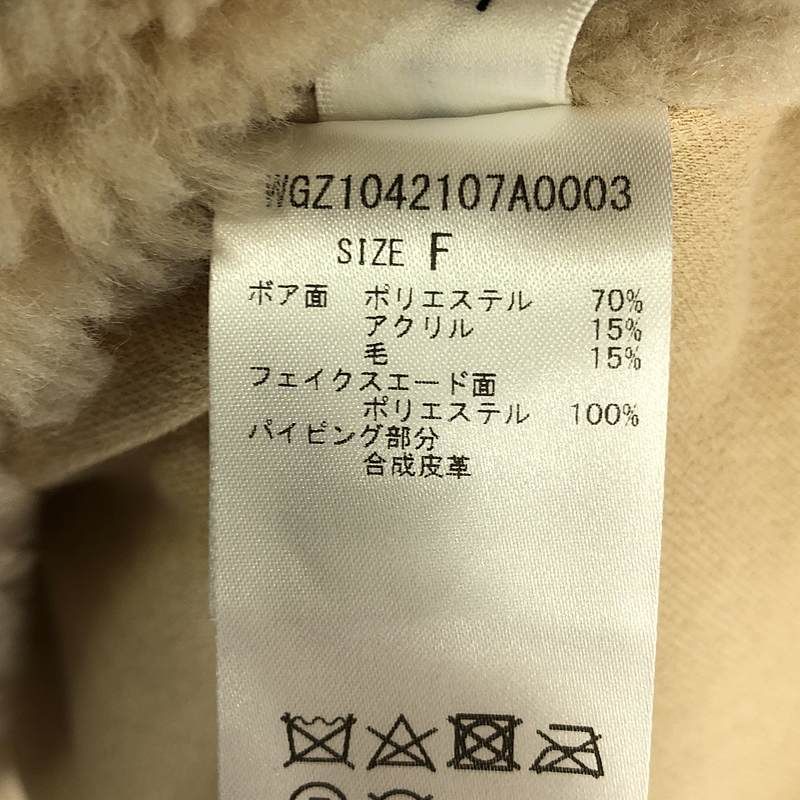 WGZ1042107A0003
SIZE F
ボア面 ポリエステル 70%
アクリル 15%
毛 15%
フェイクスエード面
ポリエステル 100%
パイピング部分
合成皮革